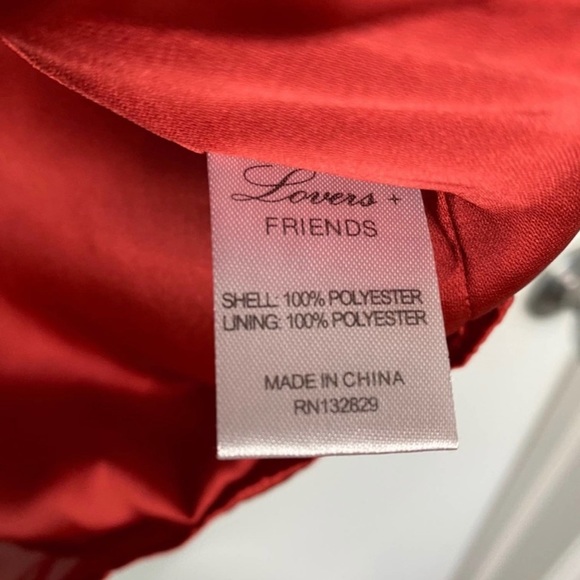 Lovers +
FRIENDS
SHELL: 100% POLYESTER
LINING: 100% POLYESTER
MADE IN CHINA
RN132829